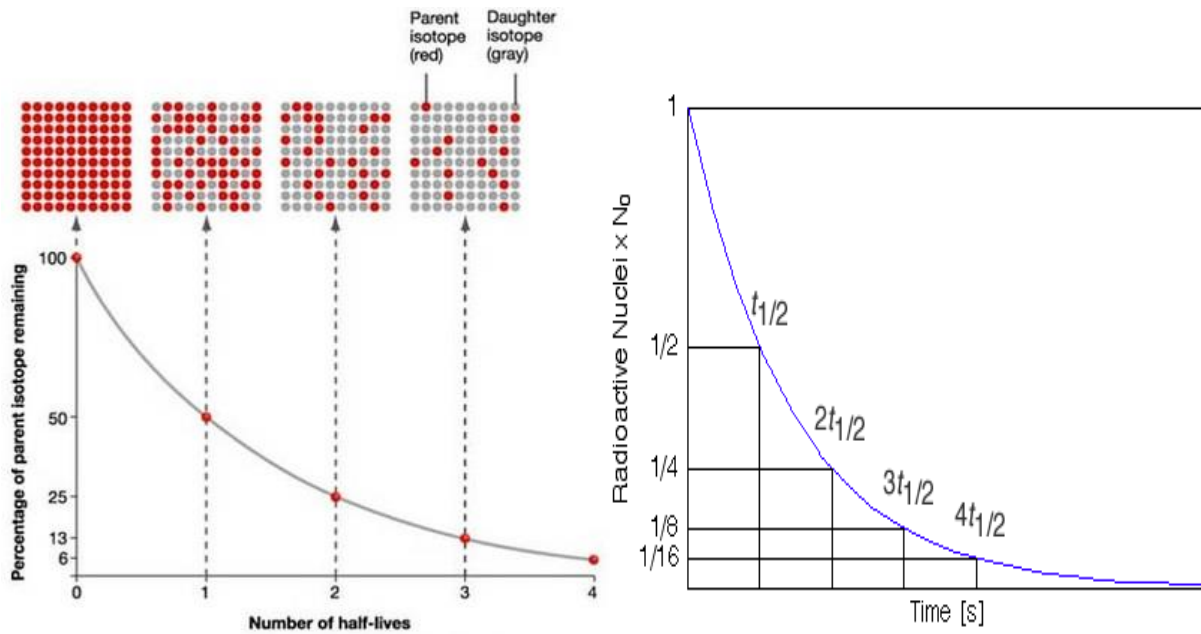 Parent
isotope
(red)
Daughter
isotope
(gray)
Percentage of parent isotope remaining
100
50
25
13
6
0
1
2
3
4
Number of half-lives
Radioactive Nuclei x N₀
1
1/2
1/4
1/8
1/16
t1/2
2t1/2
3t1/2
4t1/2
Time [s]